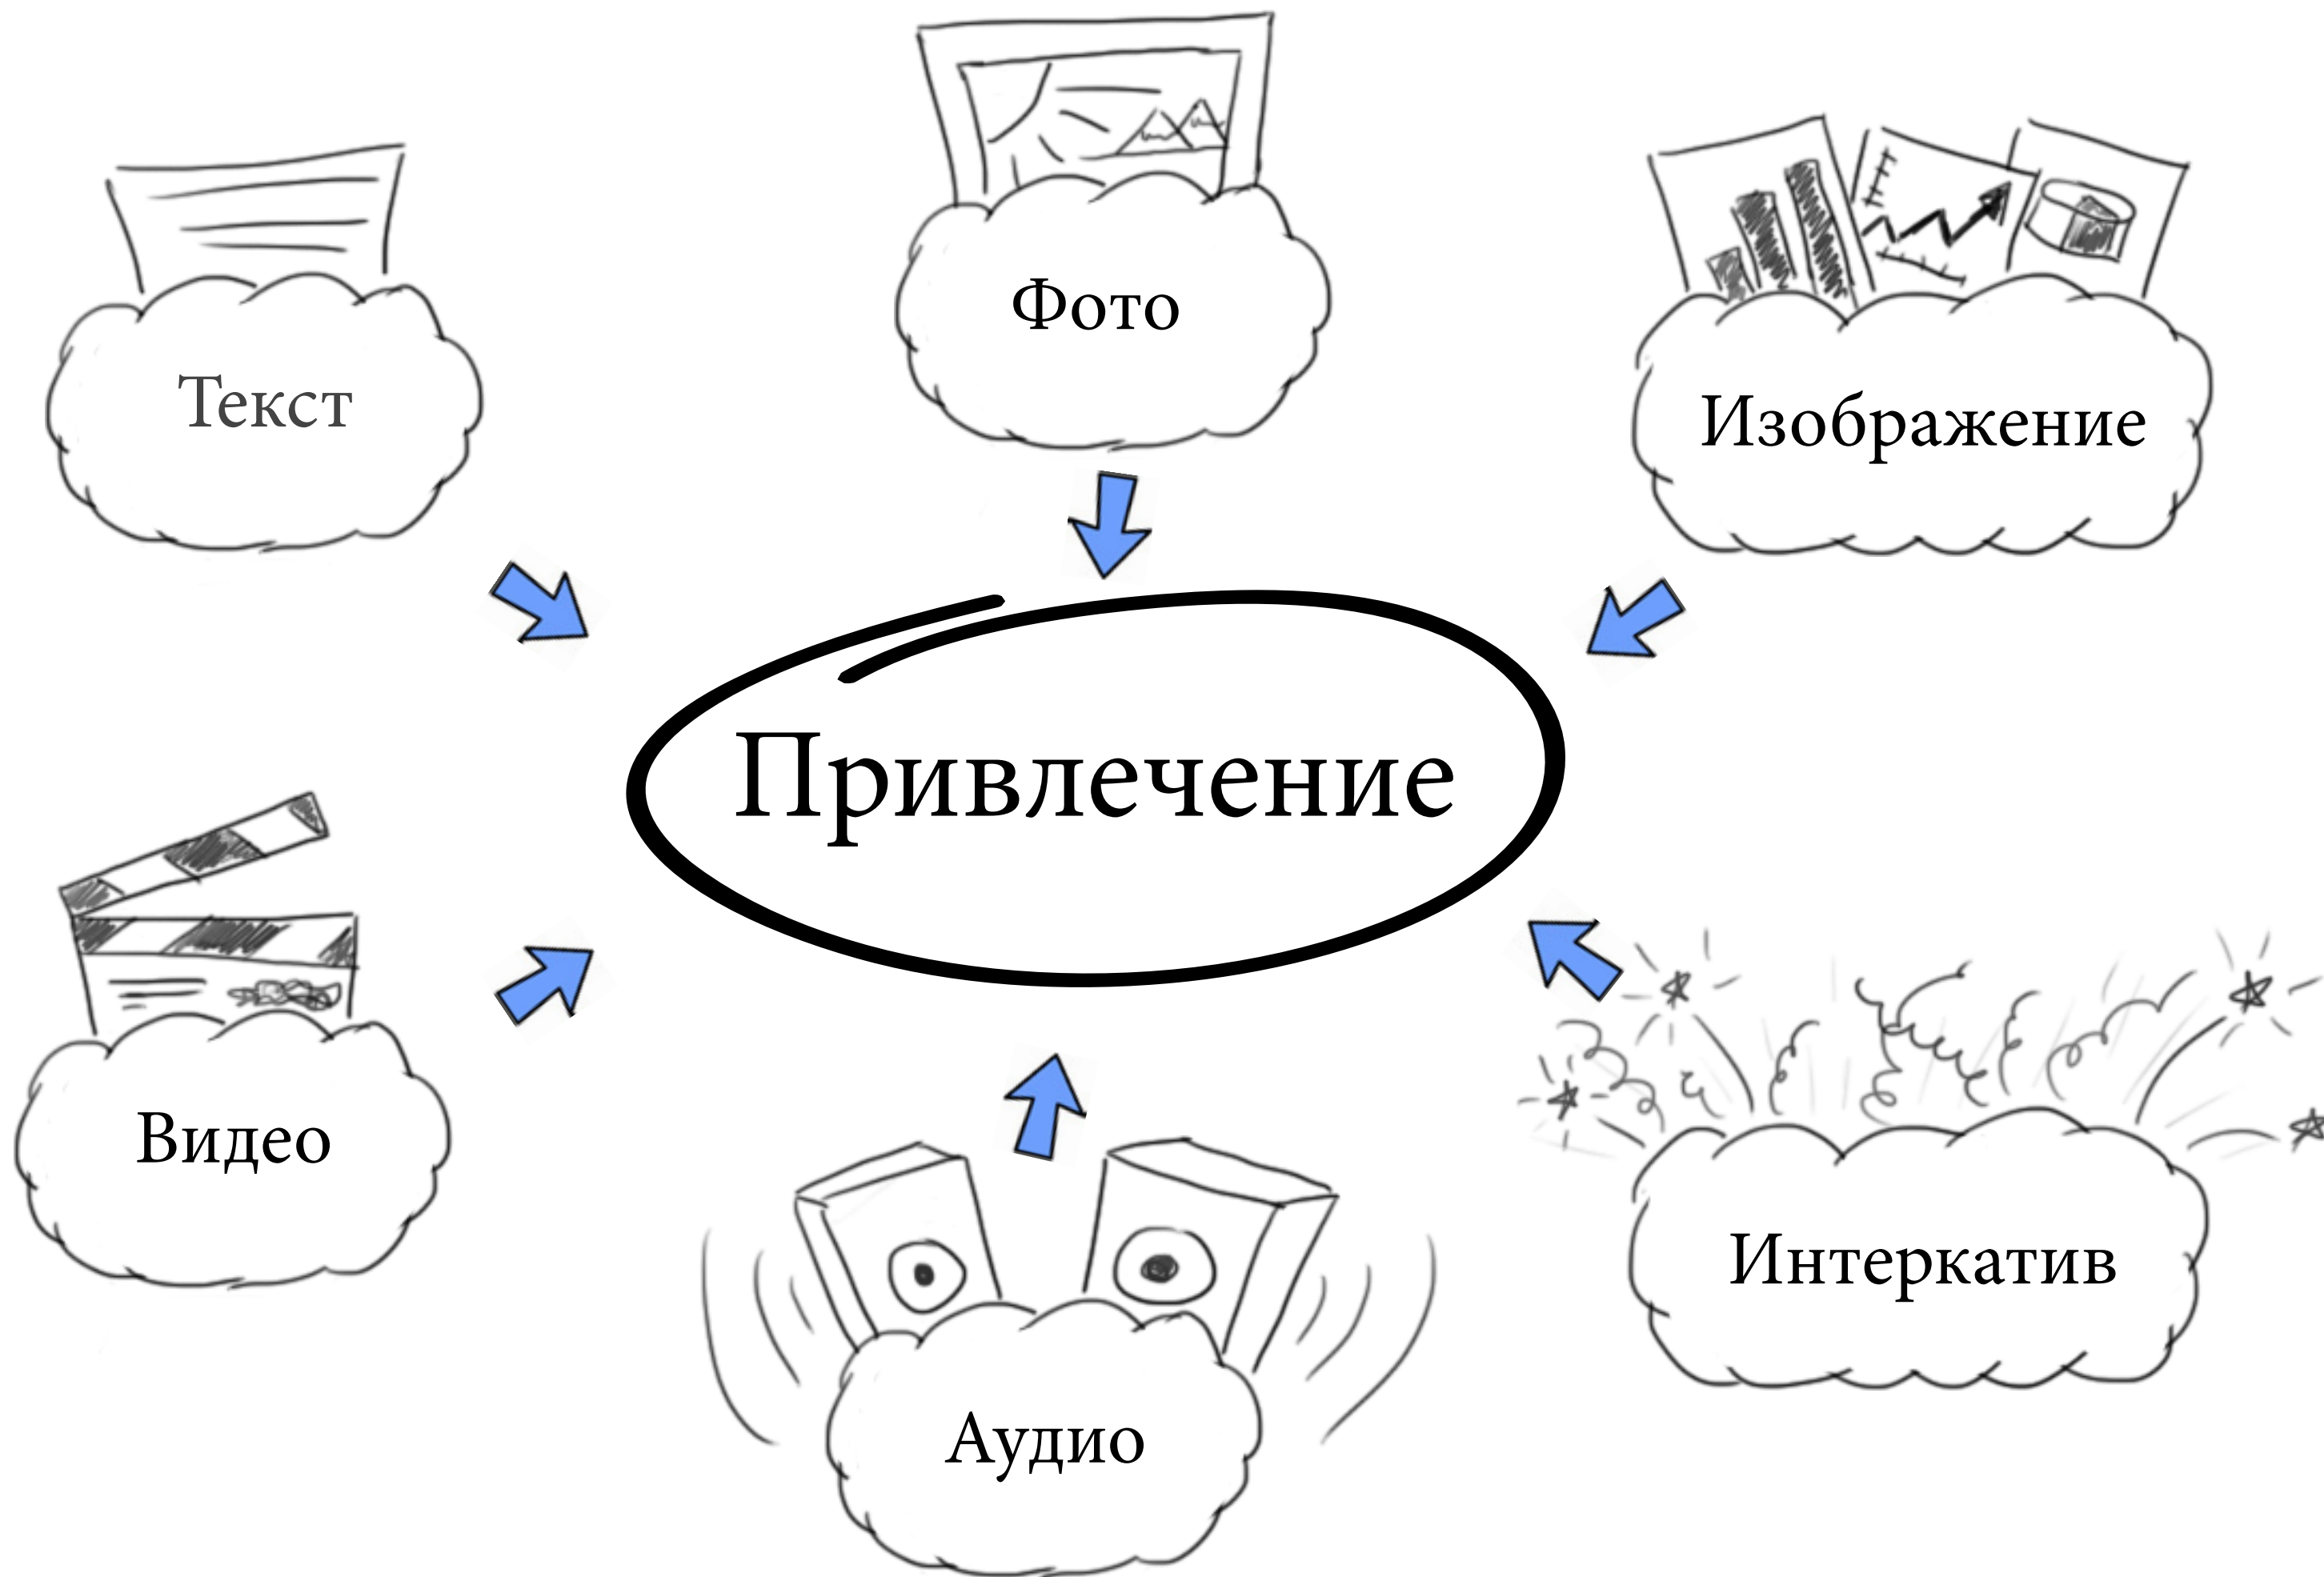 Фото
Текст
Изображение
Привлечение
Видео
Интеркатив
Аудио